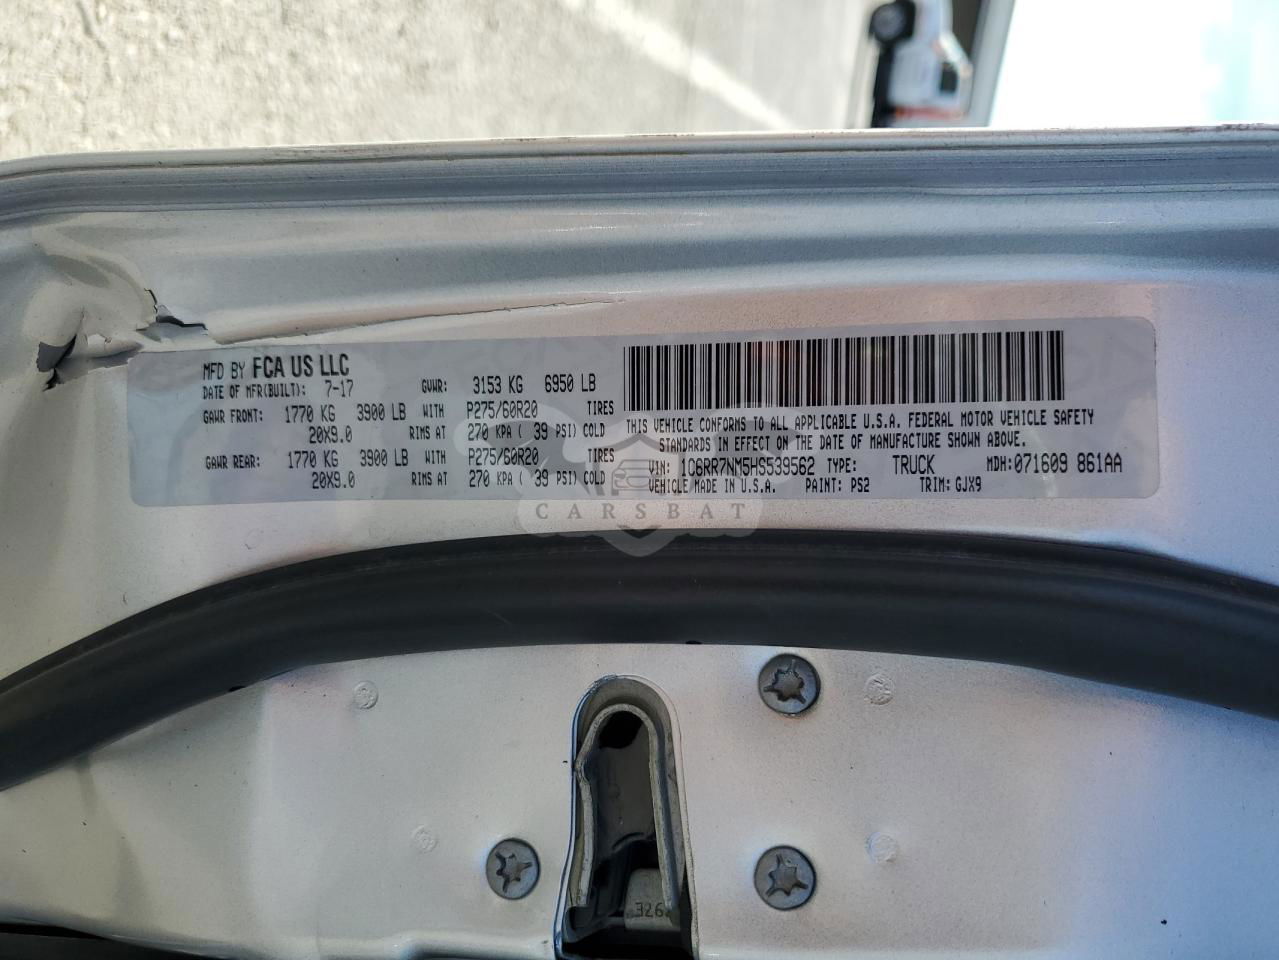 MFD BY FCA US LLC
DATE OF MFR(BUILT): 7-17 GVWR: 3153 KG 6950 LB
GAWR FRONT: 1770 KG 3900 LB WITH P275/60R20 TIRES
20X9.0 RIMS AT 270 KPA( 39 PSI) COLD
GAWR REAR: 1770 KG 3900 LB WITH P275/60R20 TIRES
20X9.0 RIMS AT 270 KPA( 39 PSI) COLD
THIS VEHICLE CONFORMS TO ALL APPLICABLE U.S.A. FEDERAL MOTOR VEHICLE SAFETY
STANDARDS IN EFFECT ON THE DATE OF MANUFACTURE SHOWN ABOVE.
VIN: 1C6RR7NM5HS539562 TYPE: TRUCK MDH: 071609 861AA
VEHICLE MADE IN U.S.A. PAINT: PS2 TRIM: GJX9
CARSBAT